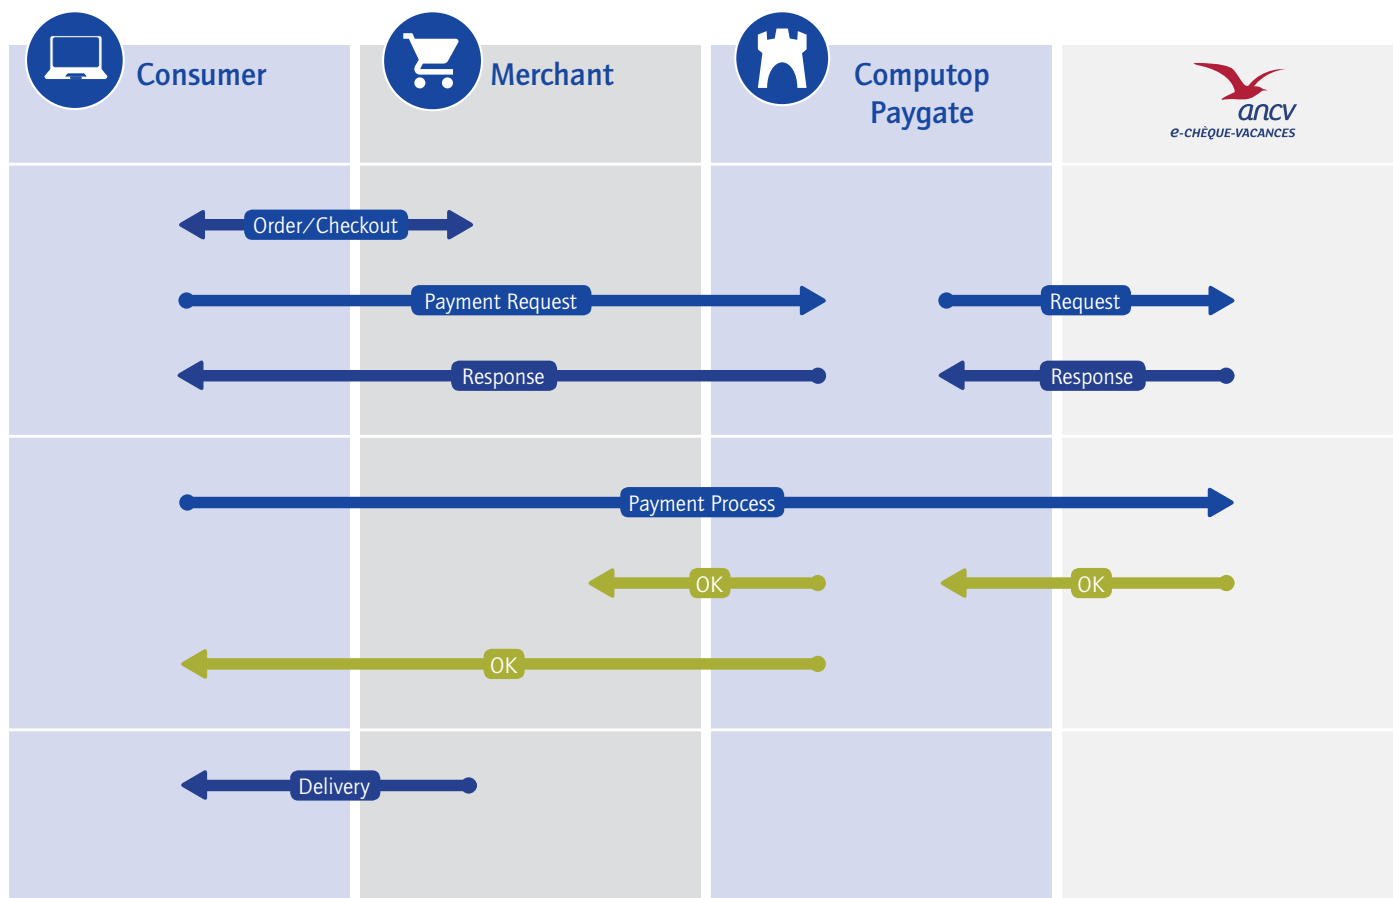 Consumer
Merchant
Computop
Paygate
ancv
e-CHÈQUE-VACANCES
Order/Checkout
Payment Request
Request
Response
Response
Payment Process
OK
OK
OK
Delivery